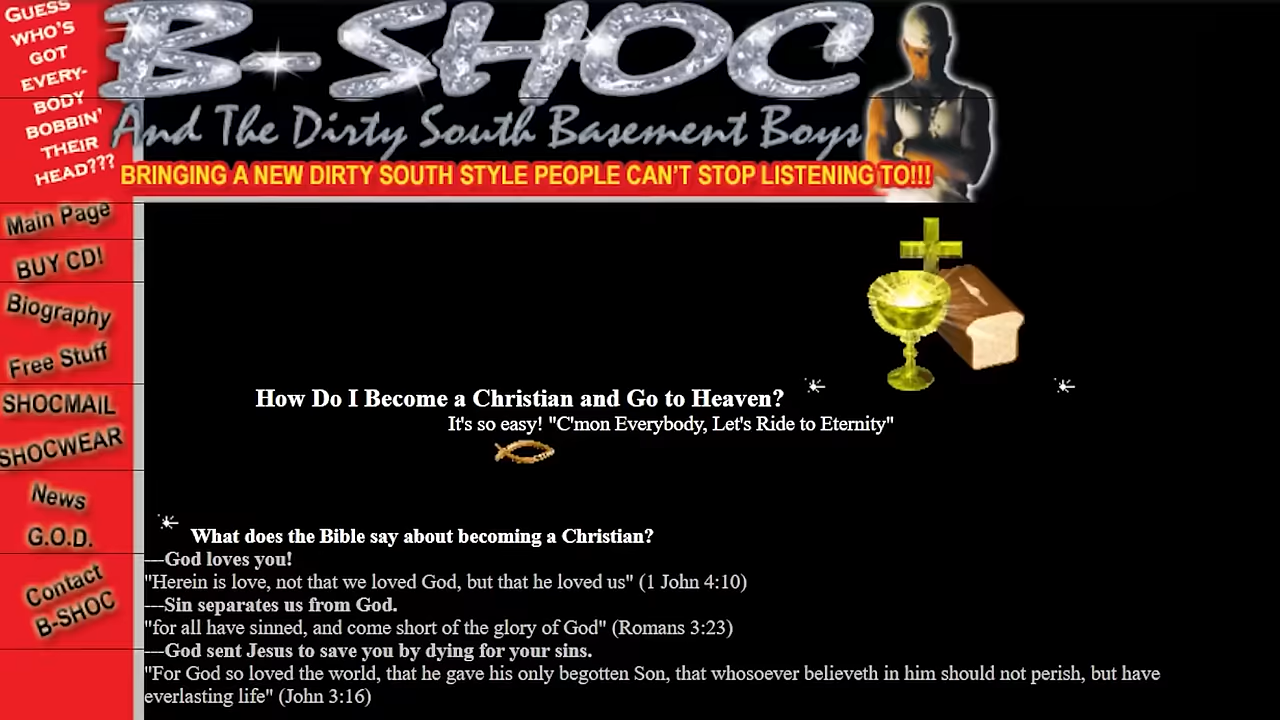 GUESS
WHO'S
GOT
EVERY-
BODY
BOBBIN'
THEIR
HEAD???
B-SHOC
And The Dirty South Basement Boys
BRINGING A NEW DIRTY SOUTH STYLE PEOPLE CAN'T STOP LISTENING TO!!!
Main Page
BUY CD!
Biography
Free Stuff
SHOCMAIL
SHOCWEAR
News
G.O.D.
Contact
B-SHOC
How Do I Become a Christian and Go to Heaven?
It's so easy! "C'mon Everybody, Let's Ride to Eternity"
What does the Bible say about becoming a Christian?
---God loves you!
"Herein is love, not that we loved God, but that he loved us" (1 John 4:10)
---Sin separates us from God.
"for all have sinned, and come short of the glory of God" (Romans 3:23)
---God sent Jesus to save you by dying for your sins.
"For God so loved the world, that he gave his only begotten Son, that whosoever believeth in him should not perish, but have
everlasting life" (John 3:16)